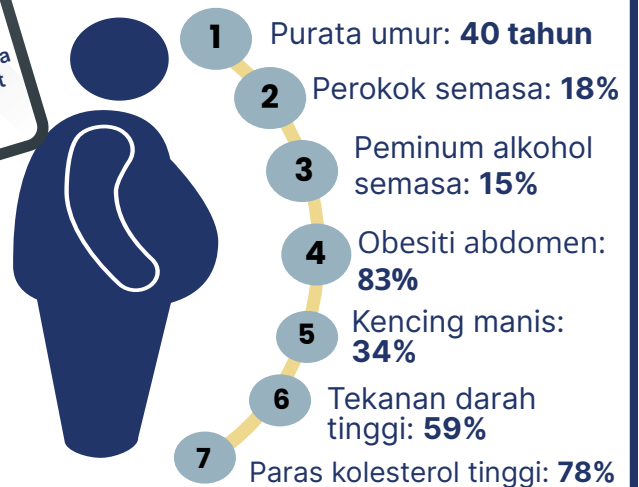 a
t
1
Purata umur: 40 tahun
2
Perokok semasa: 18%
3
Peminum alkohol
semasa: 15%
4
Obesiti abdomen:
83%
5
Kencing manis:
34%
6
Tekanan darah
tinggi: 59%
7
Paras kolesterol tinggi: 78%